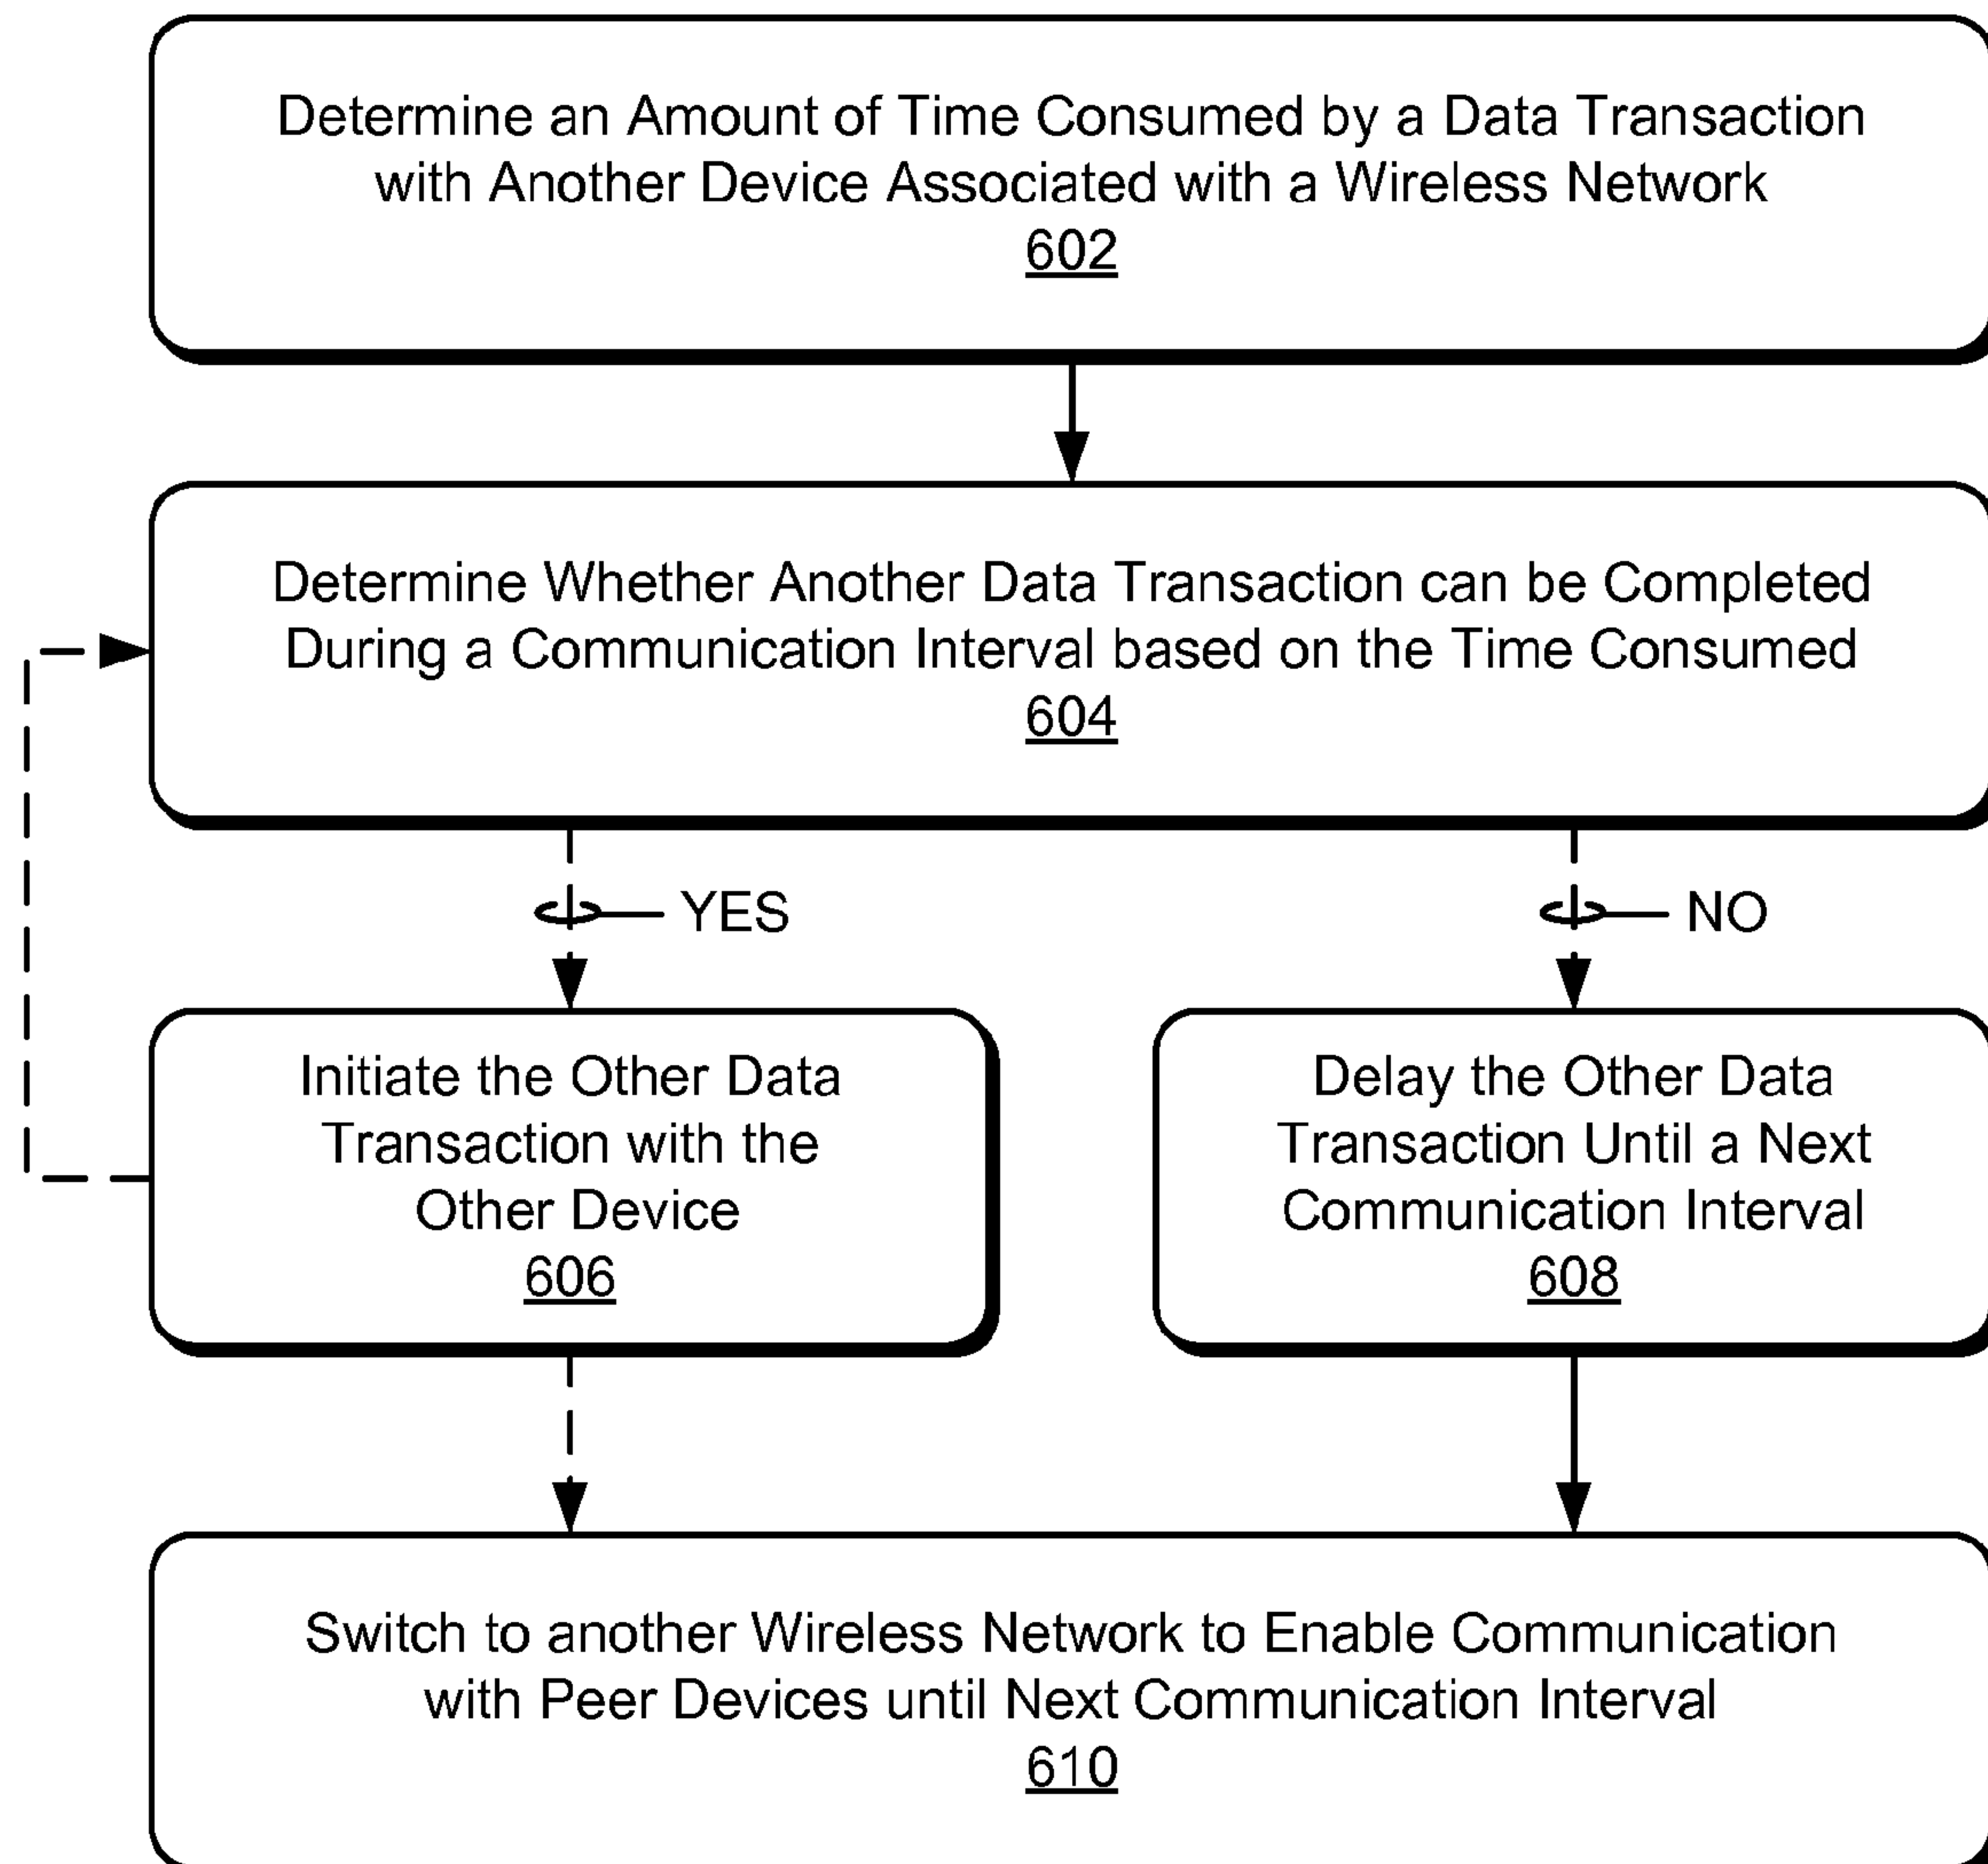 Determine an Amount of Time Consumed by a Data Transaction
with Another Device Associated with a Wireless Network
602
Determine Whether Another Data Transaction can be Completed
During a Communication Interval based on the Time Consumed
604
YES
NO
Initiate the Other Data
Transaction with the
Other Device
606
Delay the Other Data
Transaction Until a Next
Communication Interval
608
Switch to another Wireless Network to Enable Communication
with Peer Devices until Next Communication Interval
610